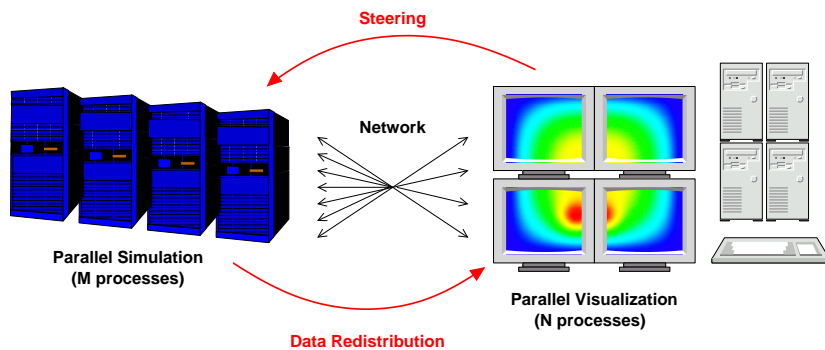 Steering
Network
Parallel Simulation
(M processes)
Parallel Visualization
(N processes)
Data Redistribution